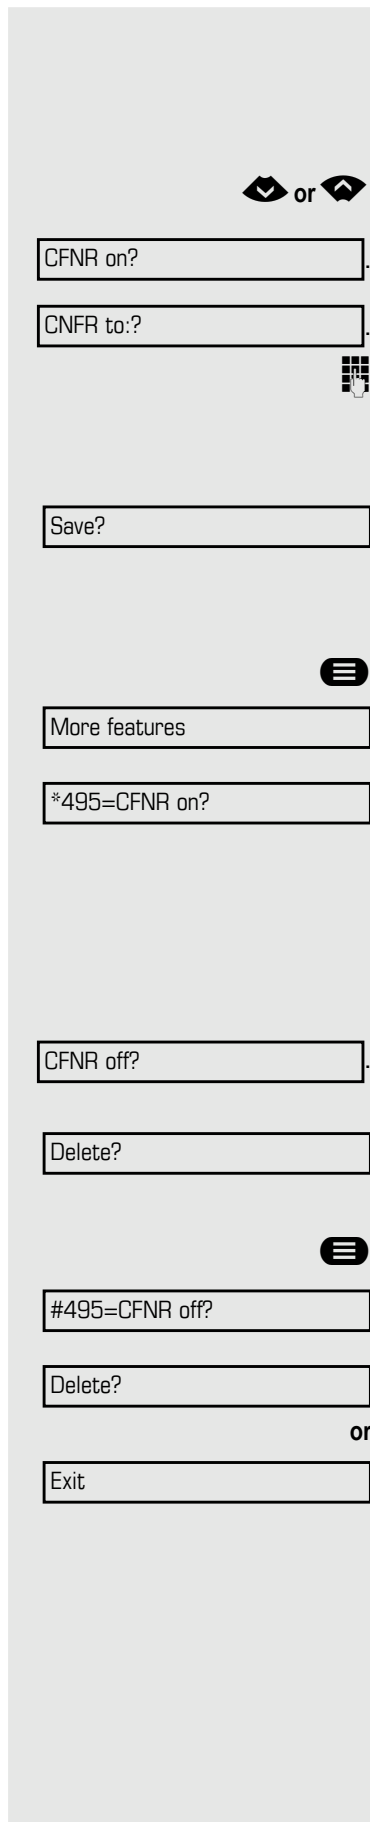 or
CFNR on? .
CNFR to:? .
Save?
More features
*495=CFNR on?
CFNR off? .
Delete?
#495=CFNR off?
Delete?
or
Exit